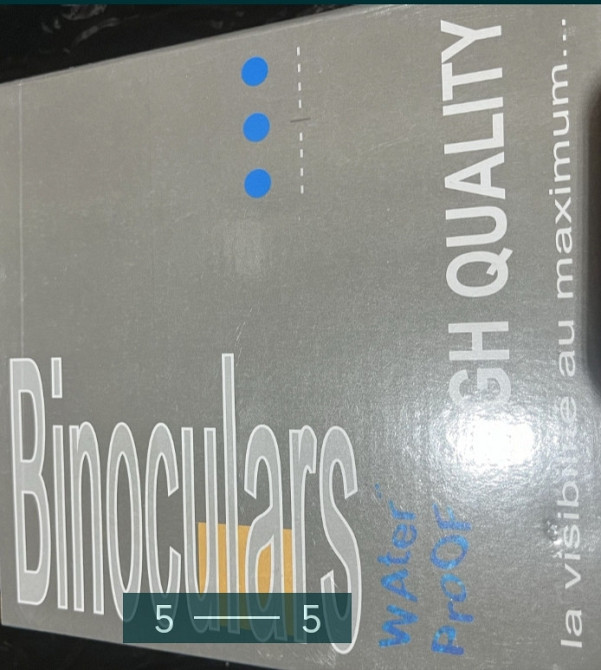 Binoculars
WAter
ProoF
GH QUALITY
la visibilité au maximum...
5 — 5